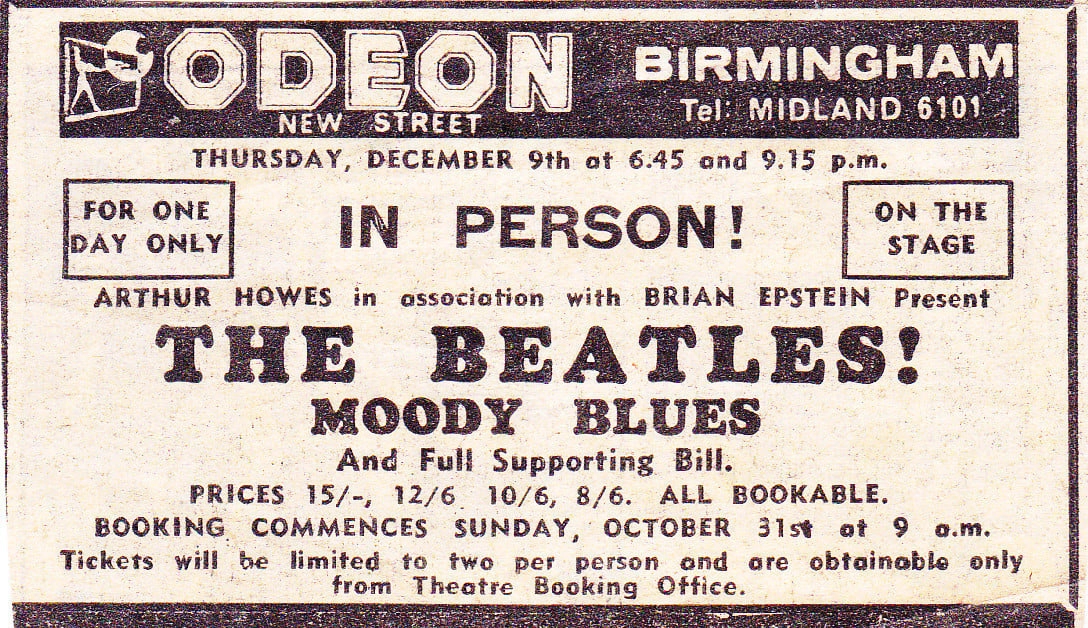 ODEON
NEW STREET
BIRMINGHAM
Tel: MIDLAND 6101
THURSDAY, DECEMBER 9th at 6.45 and 9.15 p.m.
FOR ONE
DAY ONLY
IN PERSON!
ON THE
STAGE
ARTHUR HOWES in association with BRIAN EPSTEIN Present
THE BEATLES!
MOODY BLUES
And Full Supporting Bill.
PRICES 15/-, 12/6 10/6, 8/6. ALL BOOKABLE.
BOOKING COMMENCES SUNDAY, OCTOBER 31st at 9 a.m.
Tickets will be limited to two per person and are obtainable only
from Theatre Booking Office.